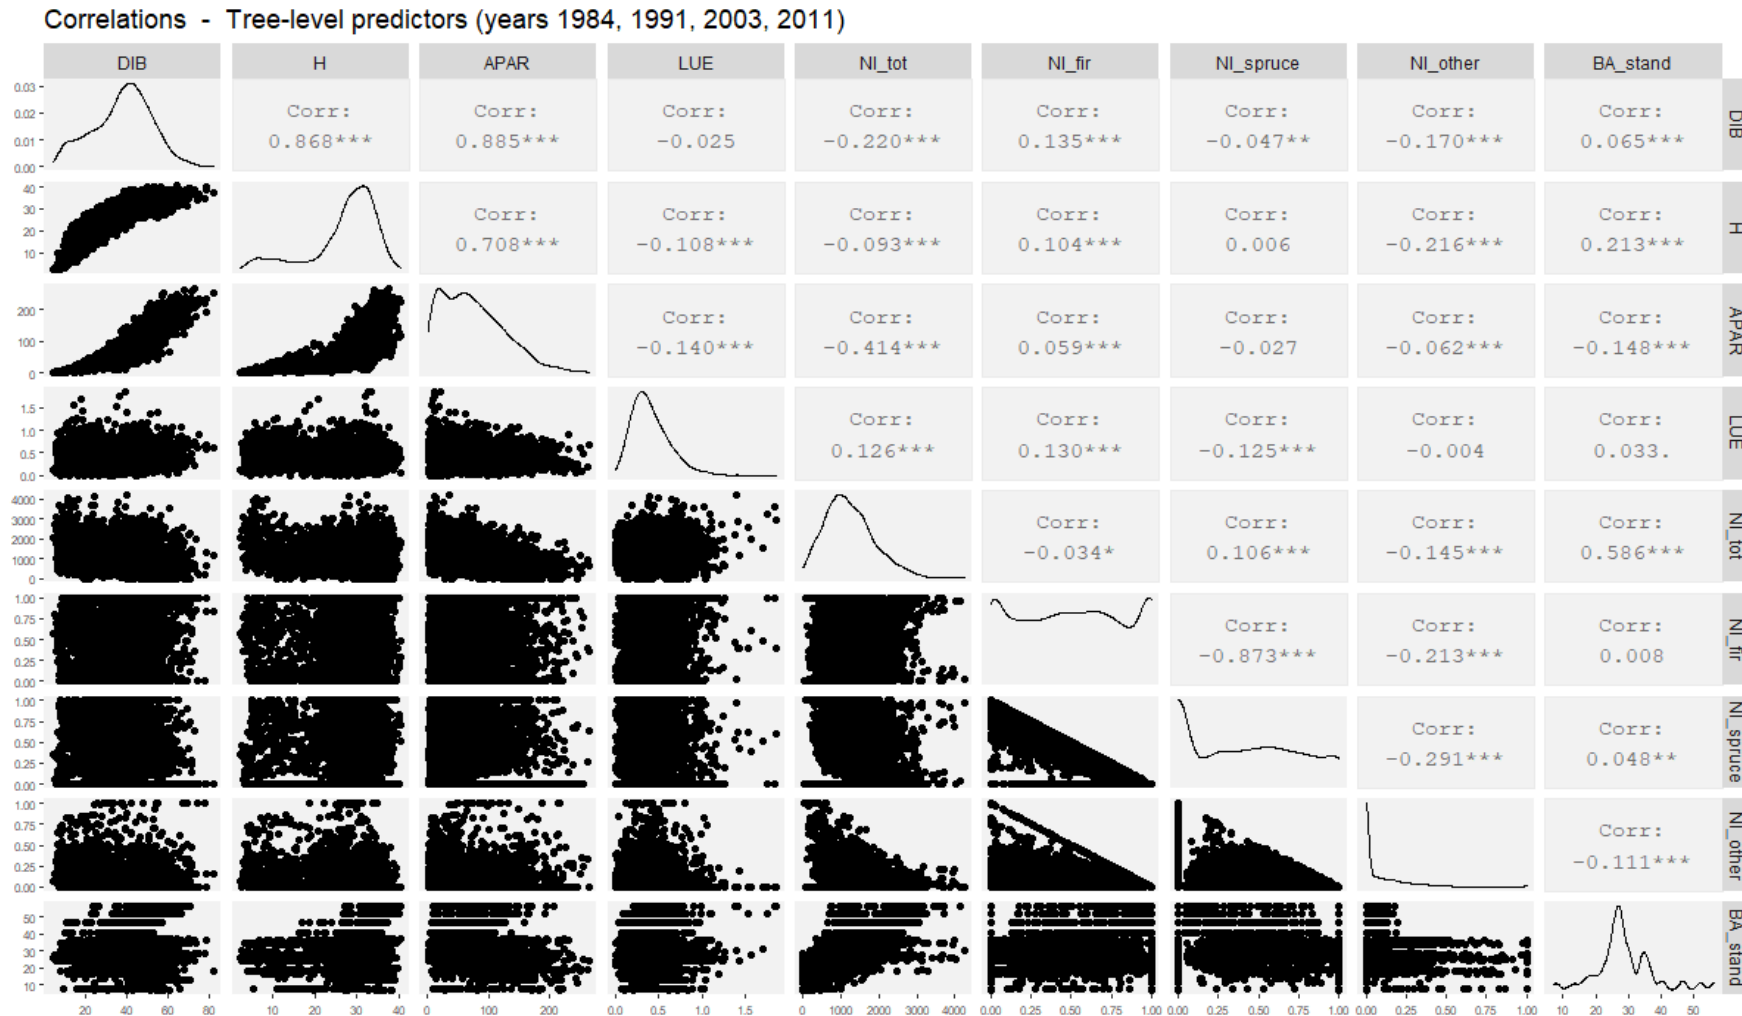 Correlations - Tree-level predictors (years 1984, 1991, 2003, 2011)
DIB H APAR LUE NI_tot NI_fir NI_spruce NI_other BA_stand
0.03
0.02
0.01
0.00
Corr: Corr: Corr: Corr: Corr: Corr: Corr: Corr:
0.868*** 0.885*** -0.025 -0.220*** 0.135*** -0.047** -0.170*** 0.065***
DIB
40
30
20
10
Corr: Corr: Corr: Corr: Corr: Corr: Corr:
0.708*** -0.108*** -0.093*** 0.104*** 0.006 -0.216*** 0.213***
H
200
100
0
Corr: Corr: Corr: Corr: Corr: Corr:
-0.140*** -0.414*** 0.059*** -0.027 -0.062*** -0.148***
APAR
1.5
1.0
0.5
0.0
Corr: Corr: Corr: Corr: Corr:
0.126*** 0.130*** -0.125*** -0.004 0.033.
LUE
4000
3000
2000
1000
0
Corr: Corr: Corr: Corr:
-0.034* 0.106*** -0.145*** 0.586***
NI_tot
1.00
0.75
0.50
0.25
0.00
Corr: Corr: Corr:
-0.873*** -0.213*** 0.008
NI_fir
1.00
0.75
0.50
0.25
0.00
Corr: Corr:
-0.291*** 0.048**
NI_spruce
1.00
0.75
0.50
0.25
0.00
Corr:
-0.111***
NI_other
50
40
30
20
10
BA_stand
20 40 60 80 10 20 30 40 0 100 200 0.0 0.5 1.0 1.5 0 1000 2000 3000 4000 0.00 0.25 0.50 0.75 1.00 0.00 0.25 0.50 0.75 1.00 0.00 0.25 0.50 0.75 1.00 10 20 30 40 50